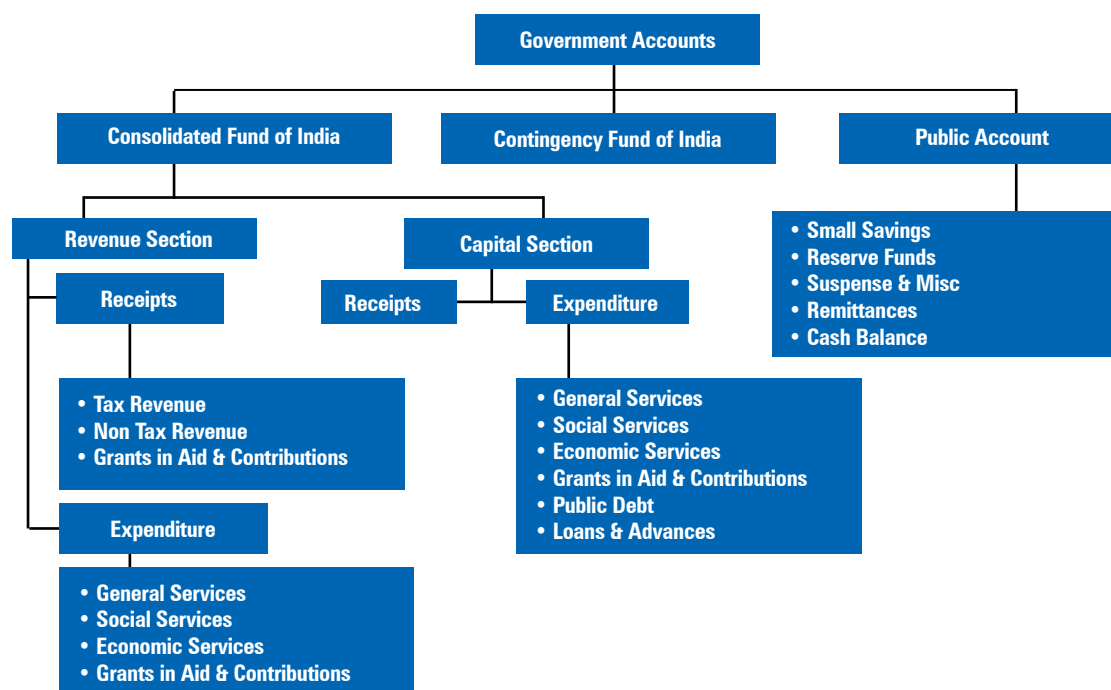 Government Accounts
Consolidated Fund of India
Contingency Fund of India
Public Account
Revenue Section
Capital Section
• Small Savings
• Reserve Funds
• Suspense & Misc
• Remittances
• Cash Balance
Receipts
Receipts
Expenditure
• Tax Revenue
• Non Tax Revenue
• Grants in Aid & Contributions
• General Services
• Social Services
• Economic Services
• Grants in Aid & Contributions
• Public Debt
• Loans & Advances
Expenditure
• General Services
• Social Services
• Economic Services
• Grants in Aid & Contributions